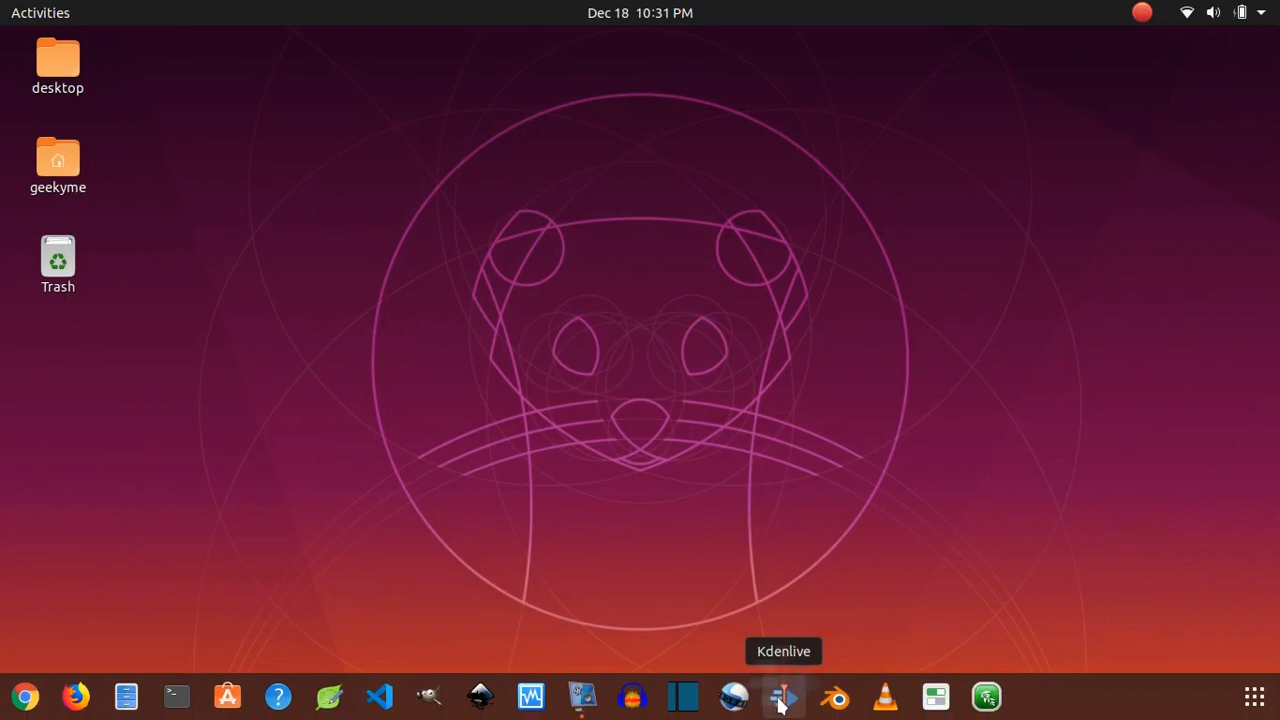 Activities
Dec 18 10:31 PM
desktop
geekyme
Trash
Kdenlive